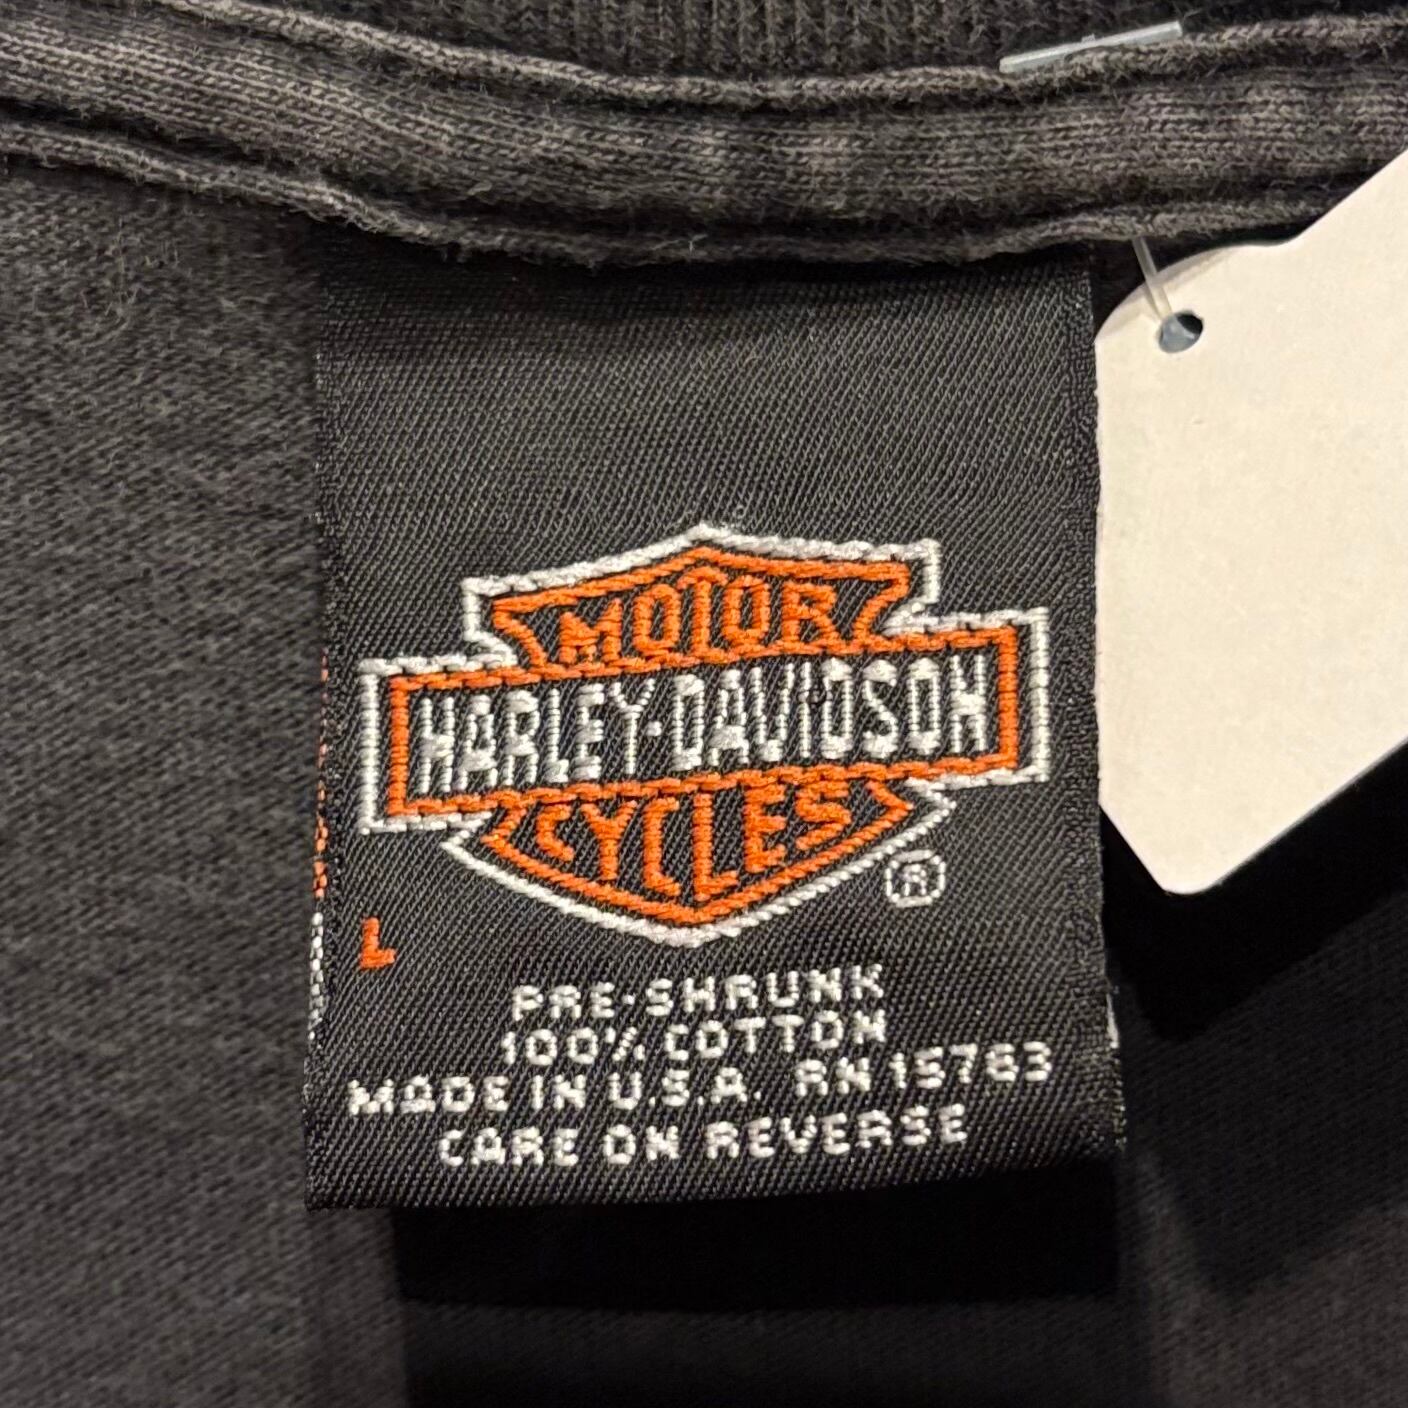 MOTOR
HARLEY-DAVIDSON
CYCLES
®
L
PRE-SHRUNK
100% COTTON
MADE IN U.S.A. RN 15763
CARE ON REVERSE